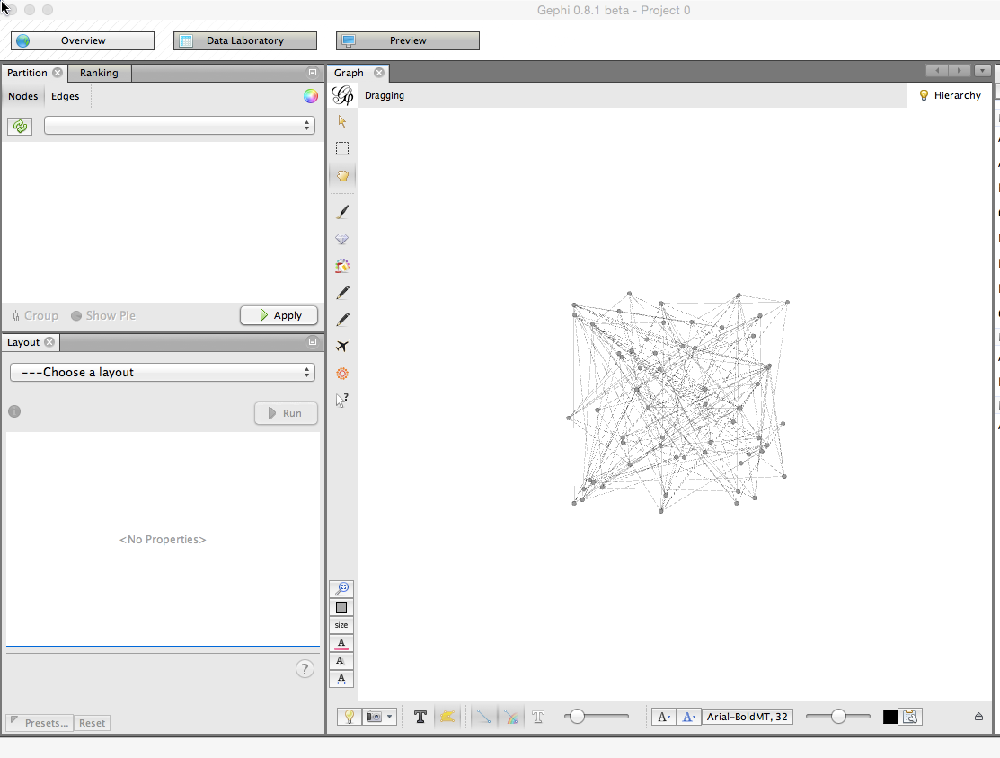 Gephi 0.8.1 beta - Project 0
Overview
Data Laboratory
Preview
Partition
Ranking
Graph
Nodes
Edges
Dragging
Hierarchy
Group
Show Pie
Apply
Layout
---Choose a layout
Run
<No Properties>
size
A
A
A
?
Presets...
Reset
T
T
A
A
Arial-BoldMT, 32